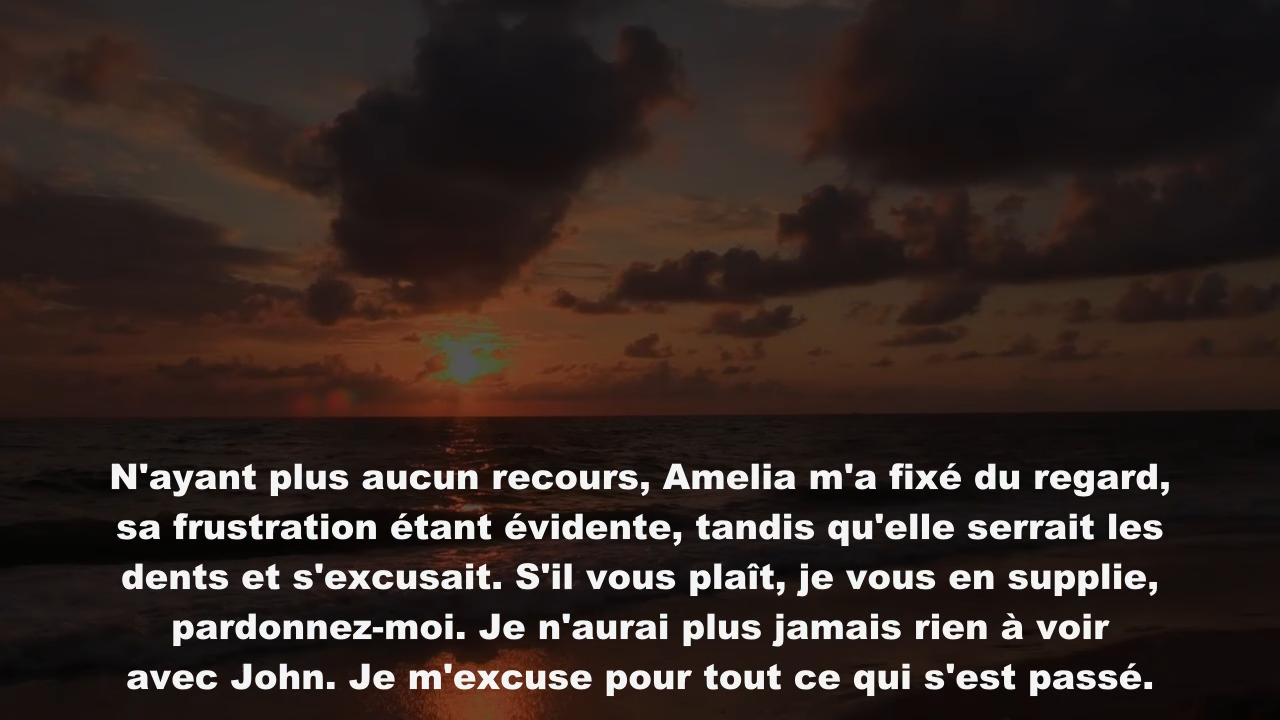 N'ayant plus aucun recours, Amelia m'a fixé du regard,
sa frustration étant évidente, tandis qu'elle serrait les
dents et s'excusait. S'il vous plaît, je vous en supplie,
pardonnez-moi. Je n'aurai plus jamais rien à voir
avec John. Je m'excuse pour tout ce qui s'est passé.